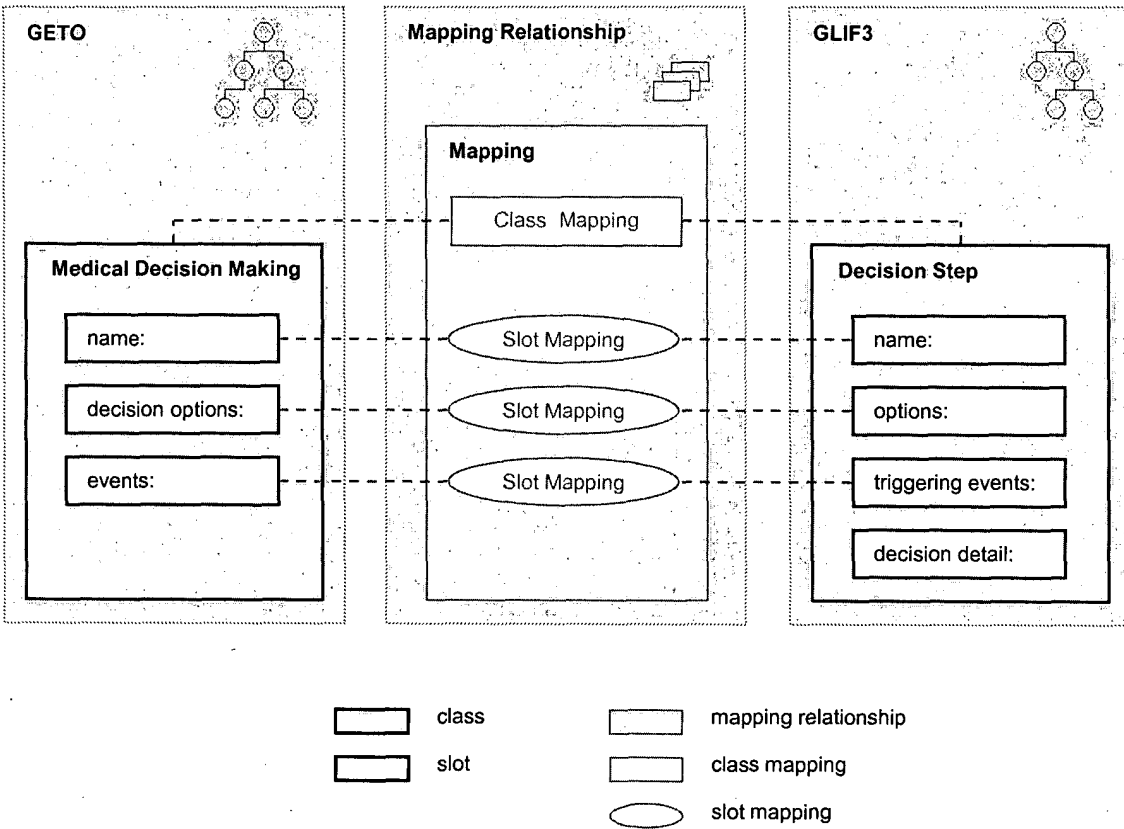 GETO
Mapping Relationship
GLIF3
Mapping
Class Mapping
Medical Decision Making
name:
decision options:
events:
Slot Mapping
Slot Mapping
Slot Mapping
Decision Step
name:
options:
triggering events:
decision detail:
class
slot
mapping relationship
class mapping
slot mapping